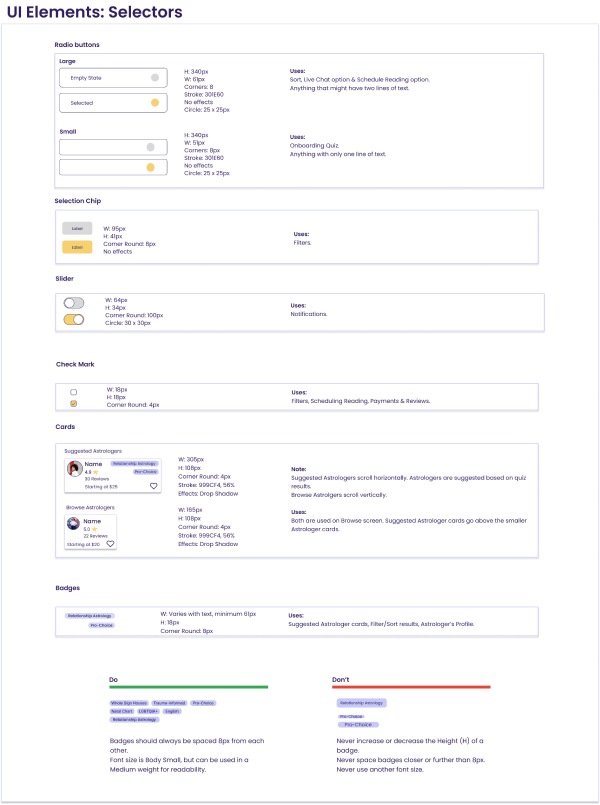 UI Elements: Selectors
Radio buttons
Large
Empty State
Selected
H: 340px
W: 61px
Corners: 8
Stroke: 301E60
No effects
Circle: 25 x 25px
Uses:
Sort, Live Chat option & Schedule Reading option.
Anything that might have two lines of text.
Small
H: 340px
W: 51px
Corners: 8px
Stroke: 301E60
No effects
Circle: 25 x 25px
Uses:
Onboarding Quiz.
Anything with only one line of text.
Selection Chip
Label
Label
W: 95px
H: 41px
Corner Round: 8px
No effects
Uses:
Filters.
Slider
W: 64px
H: 34px
Corner Round: 100px
Circle: 30 x 30px
Uses:
Notifications.
Check Mark
W: 18px
H: 18px
Corner Round: 4px
Uses:
Filters, Scheduling Reading, Payments & Reviews.
Cards
Suggested Astrologers
Name
Relationship Astrology
4.9
Pro-Choice
30 Reviews
Starting at $25
W: 305px
H: 108px
Corner Round: 4px
Stroke: 999CF4, 56%
Effects: Drop Shadow
Browse Astrologers
Name
5.0
22 Reviews
Starting at $20
W: 165px
H: 108px
Corner Round: 4px
Stroke: 999CF4, 56%
Effects: Drop Shadow
Note:
Suggested Astrologers scroll horizontally. Astrologers are suggested based on quiz
results.
Browse Astrolgers scroll vertically.
Uses:
Both are used on Browse screen. Suggested Astrologer cards go above the smaller
Astrologer cards.
Badges
Relationship Astrology
Pro-Choice
W: Varies with text, minimum 61px
H: 18px
Corner Round: 8px
Uses:
Suggested Astrologer cards, Filter/Sort results, Astrologer's Profile.
Do
Whole Sign Houses Trauma-Informed Pro-Choice
Natal Chart LGBTQIA+ English
Relationship Astrology
Badges should always be spaced 8px from each
other.
Font size is Body Small, but can be used in a
Medium weight for readability.
Don't
Relationship Astrology
Pro-Choice
Pro-Choice
Never increase or decrease the Height (H) of a
badge.
Never space badges closer or further than 8px.
Never use another font size.